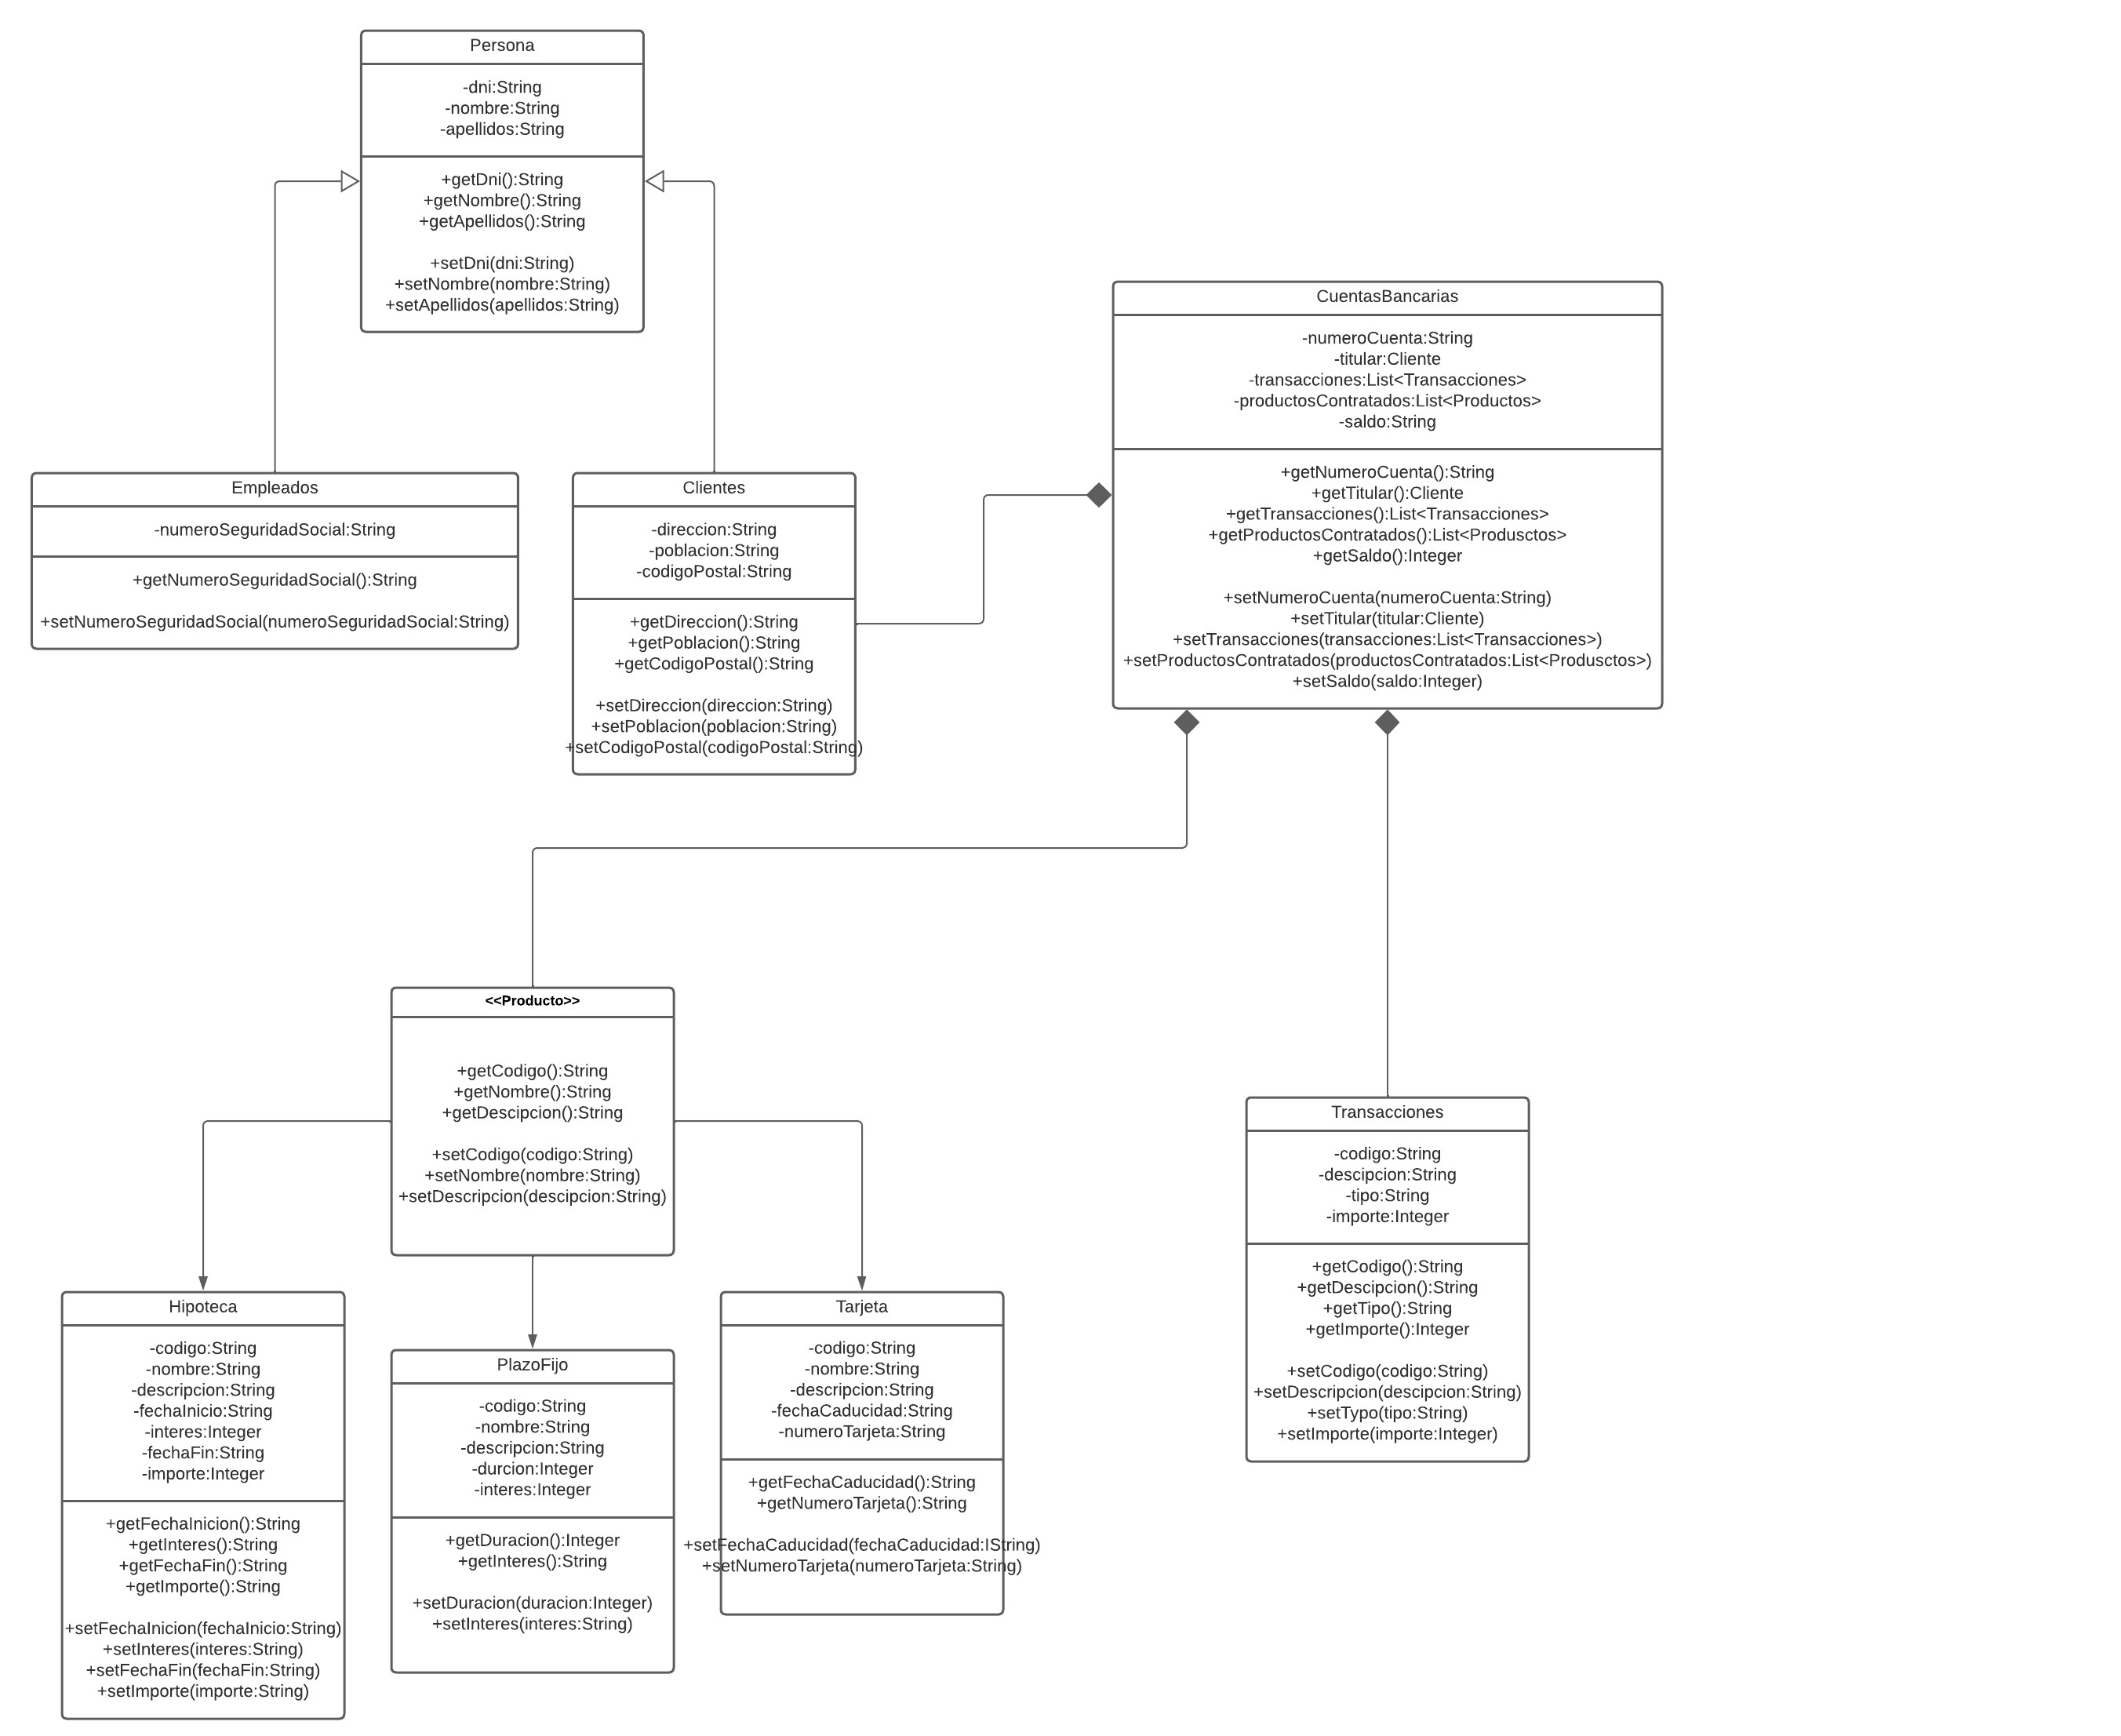 Persona
-dni:String
-nombre:String
-apellidos:String
+getDni():String
+getNombre():String
+getApellidos():String
+setDni(dni:String)
+setNombre(nombre:String)
+setApellidos(apellidos:String)
CuentasBancarias
-numeroCuenta:String
-titular:Cliente
-transacciones:List<Transacciones>
-productosContratados:List<Productos>
-saldo:String
+getNumeroCuenta():String
+getTitular():Cliente
+getTransacciones():List<Transacciones>
+getProductosContratados():List<Produsctos>
+getSaldo():Integer
+setNumeroCuenta(numeroCuenta:String)
+setTitular(titular:Cliente)
+setTransacciones(transacciones:List<Transacciones>)
+setProductosContratados(productosContratados:List<Produsctos>)
+setSaldo(saldo:Integer)
Empleados
-numeroSeguridadSocial:String
+getNumeroSeguridadSocial():String
+setNumeroSeguridadSocial(numeroSeguridadSocial:String)
Clientes
-direccion:String
-poblacion:String
-codigoPostal:String
+getDireccion():String
+getPoblacion():String
+getCodigoPostal():String
+setDireccion(direccion:String)
+setPoblacion(poblacion:String)
+setCodigoPostal(codigoPostal:String)
<<Producto>>
+getCodigo():String
+getNombre():String
+getDescipcion():String
+setCodigo(codigo:String)
+setNombre(nombre:String)
+setDescripcion(descipcion:String)
Transacciones
-codigo:String
-descipcion:String
-tipo:String
-importe:Integer
+getCodigo():String
+getDescipcion():String
+getTipo():String
+getImporte():Integer
+setCodigo(codigo:String)
+setDescripcion(descipcion:String)
+setTypo(tipo:String)
+setImporte(importe:Integer)
Hipoteca
-codigo:String
-nombre:String
-descripcion:String
-fechaInicio:String
-interes:Integer
-fechaFin:String
-importe:Integer
+getFechaInicion():String
+getInteres():String
+getFechaFin():String
+getImporte():String
+setFechaInicion(fechaInicio:String)
+setInteres(interes:String)
+setFechaFin(fechaFin:String)
+setImporte(importe:String)
PlazoFijo
-codigo:String
-nombre:String
-descripcion:String
-durcion:Integer
-interes:Integer
+getDuracion():Integer
+getInteres():String
+setDuracion(duracion:Integer)
+setInteres(interes:String)
Tarjeta
-codigo:String
-nombre:String
-descripcion:String
-fechaCaducidad:String
-numeroTarjeta:String
+getFechaCaducidad():String
+getNumeroTarjeta():String
+setFechaCaducidad(fechaCaducidad:IString)
+setNumeroTarjeta(numeroTarjeta:String)